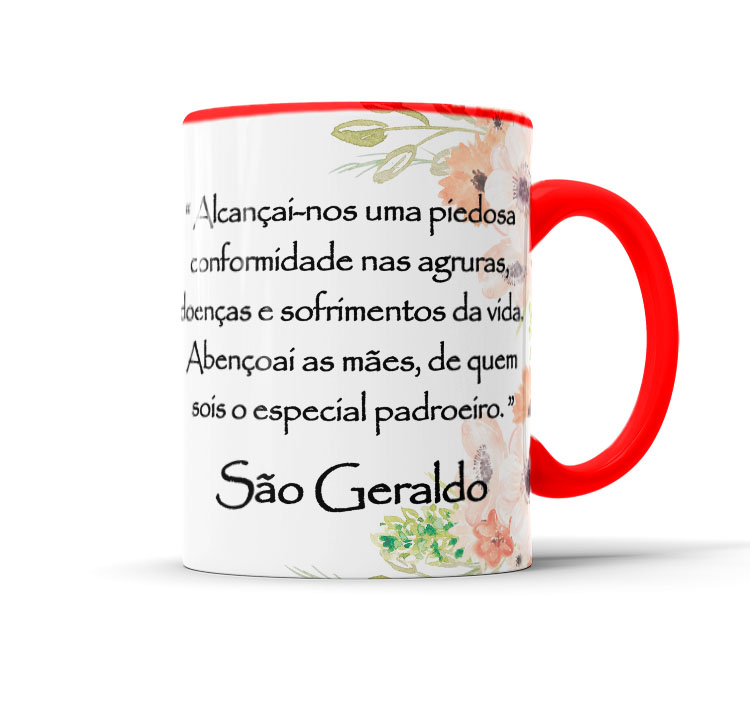 “ Alcançai-nos uma piedosa
conformidade nas agruras,
doenças e sofrimentos da vida.
Abençoai as mães, de quem
sois o especial padroeiro.”
São Geraldo